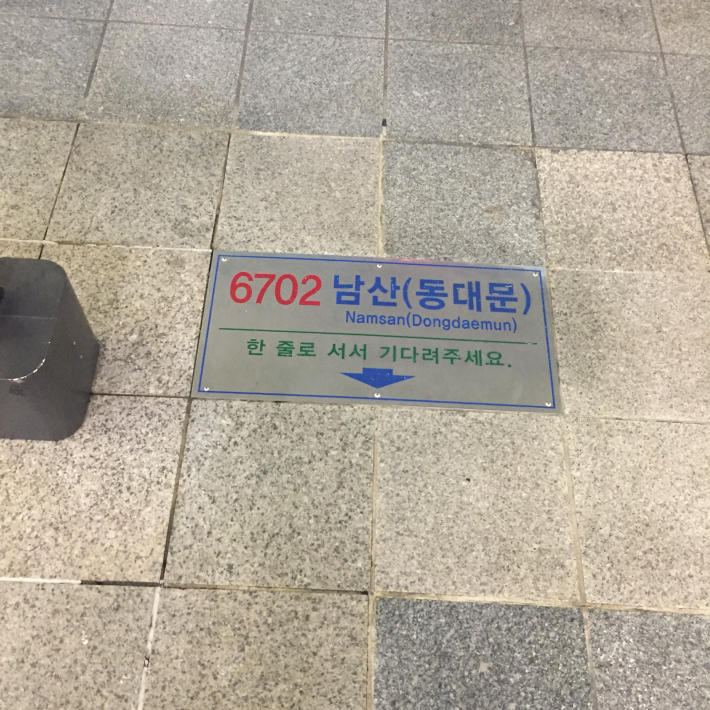 6702 남산(동대문)
Namsan(Dongdaemun)
한 줄로 서서 기다려주세요.